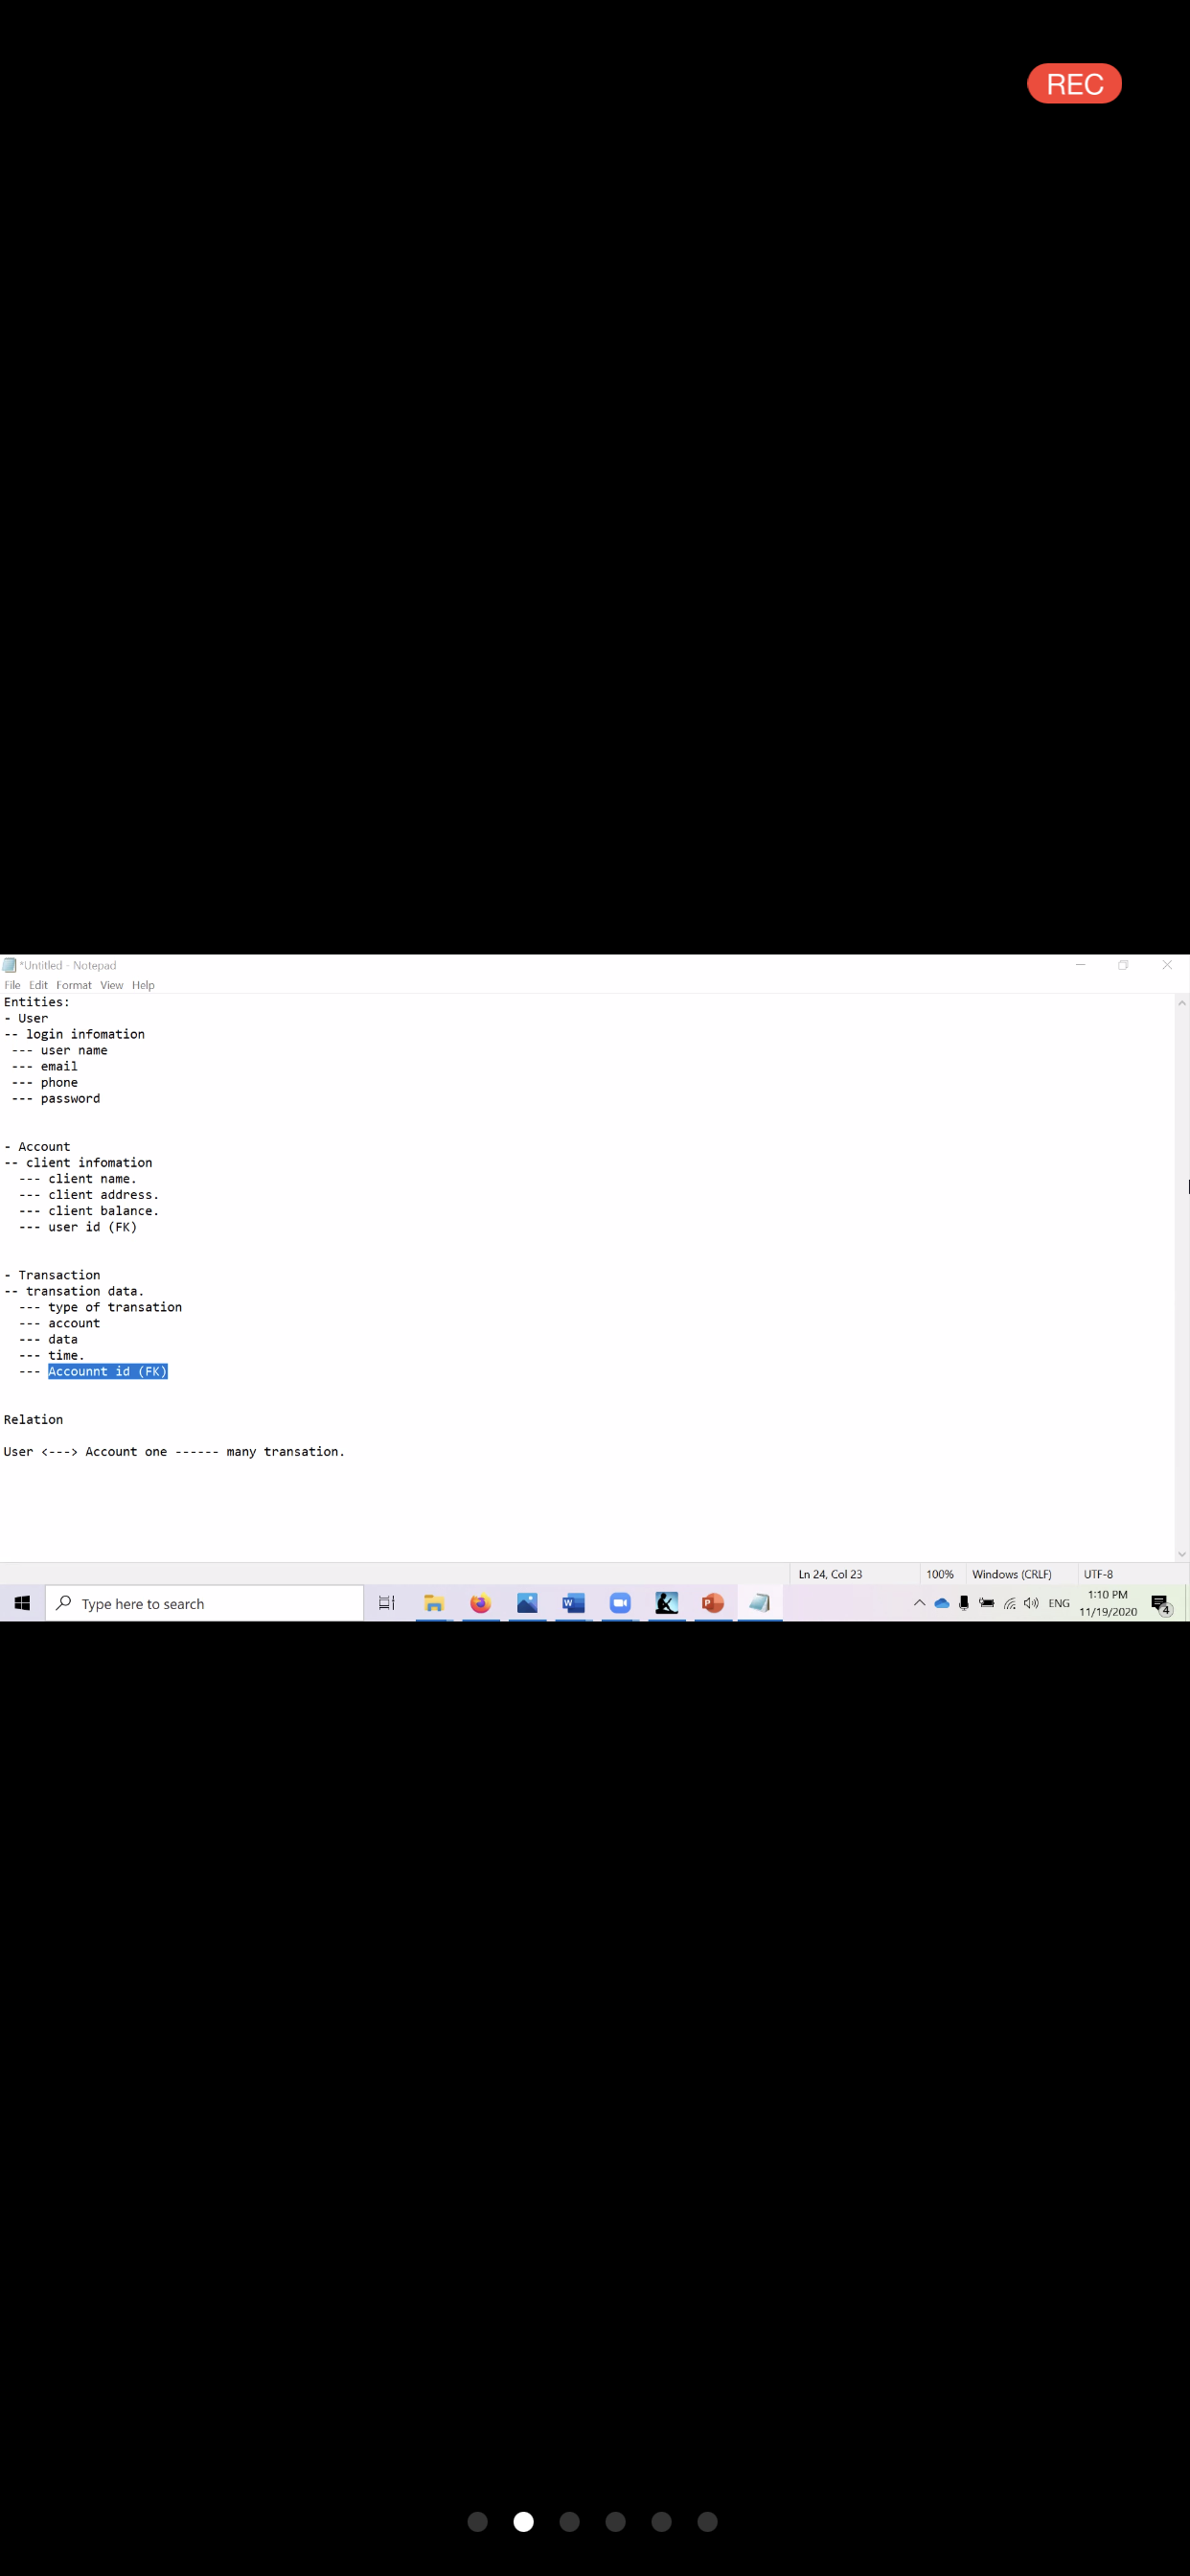 REC
*Untitled - Notepad
File Edit Format View Help
Entities:
- User
-- login infomation
--- user name
--- email
--- phone
--- password
- Account
-- client infomation
--- client name.
--- client address.
--- client balance.
--- user id (FK)
- Transaction
-- transation data.
--- type of transation
--- account
--- data
--- time.
--- Accounnt id (FK)
Relation
User <---> Account one ------ many transation.
Ln 24, Col 23 100% Windows (CRLF) UTF-8
Type here to search
ENG
1:10 PM
11/19/2020
4